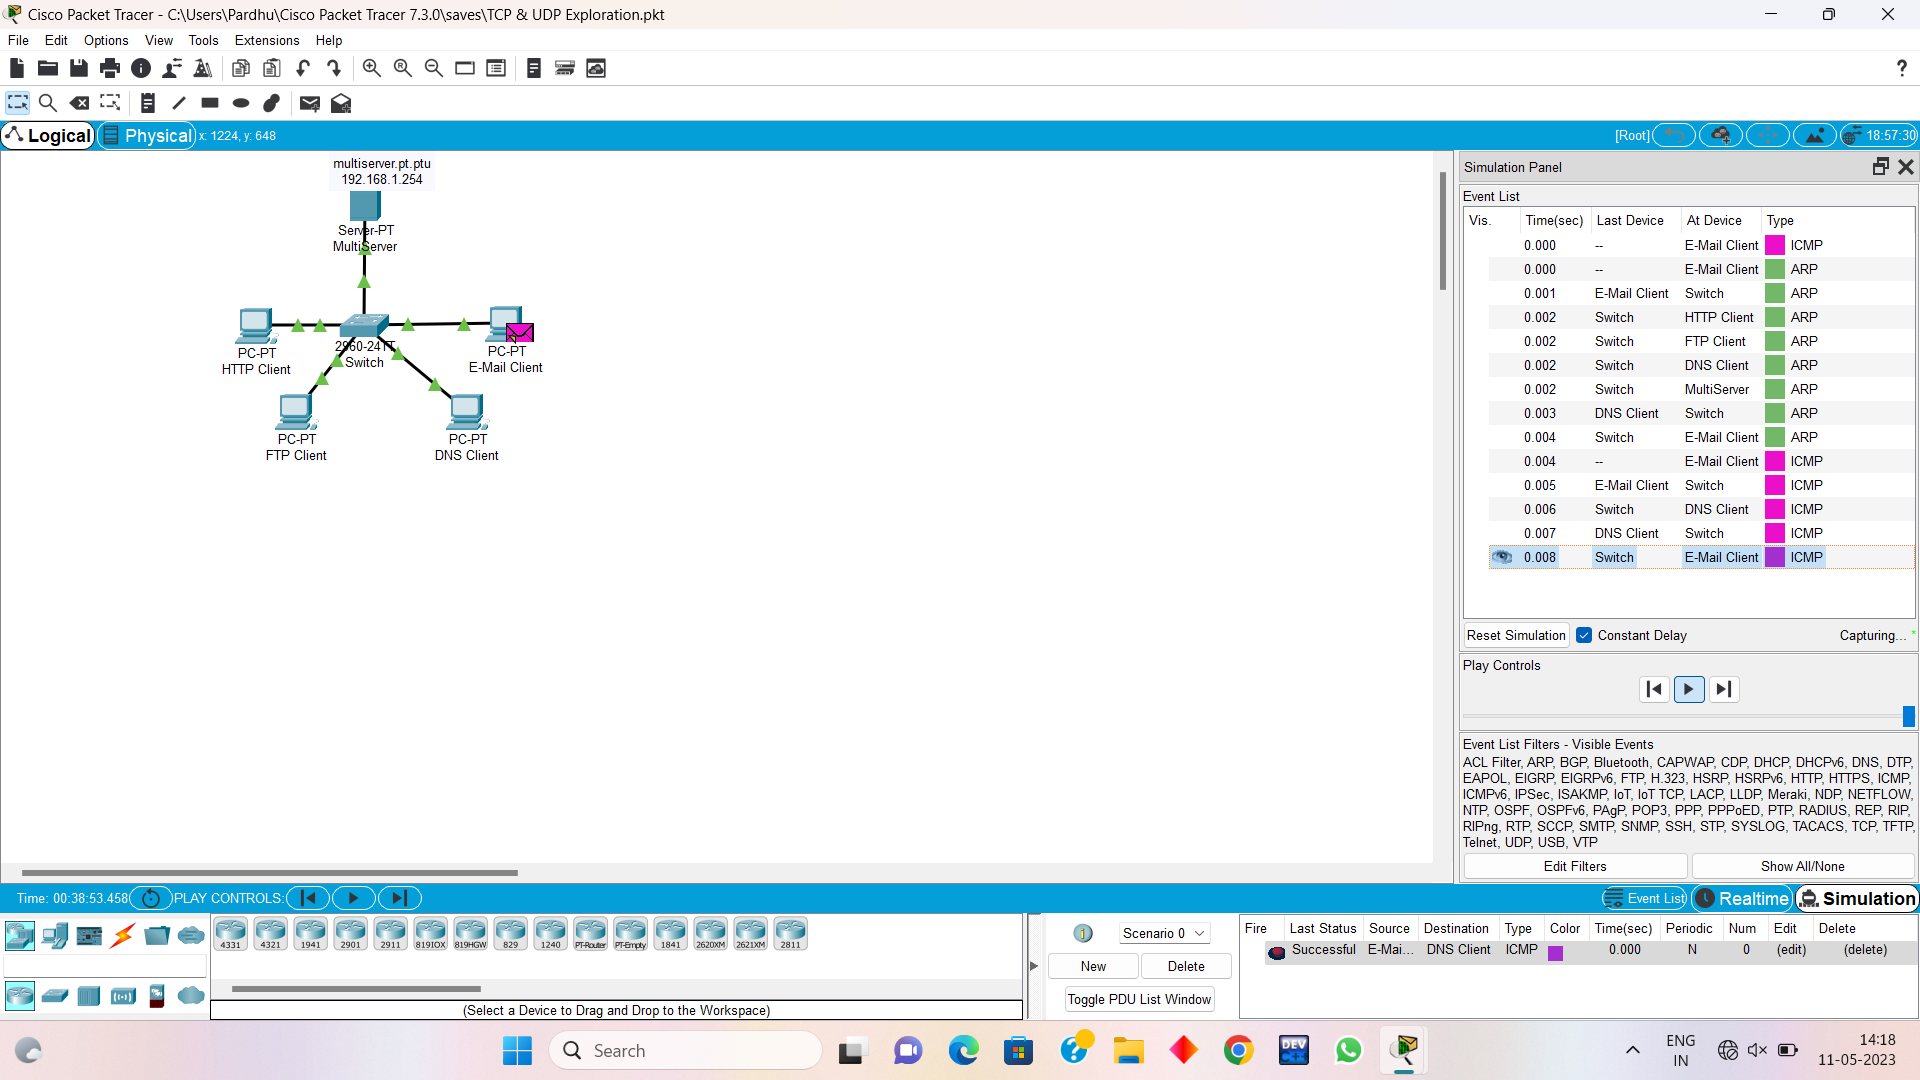 Cisco Packet Tracer - C:\Users\Pardhu\Cisco Packet Tracer 7.3.0\saves\TCP & UDP Exploration.pkt
File Edit Options View Tools Extensions Help
Logical Physical x: 1224, y: 648 [Root] 18:57:30
multiserver.pt.ptu
192.168.1.254
Server-PT
MultiServer
PC-PT
HTTP Client
2960-24TT
Switch
PC-PT
E-Mail Client
PC-PT
FTP Client
PC-PT
DNS Client
Simulation Panel
Event List
Vis. Time(sec) Last Device At Device Type
0.000 -- E-Mail Client ICMP
0.000 -- E-Mail Client ARP
0.001 E-Mail Client Switch ARP
0.002 Switch HTTP Client ARP
0.002 Switch FTP Client ARP
0.002 Switch DNS Client ARP
0.002 Switch MultiServer ARP
0.003 DNS Client Switch ARP
0.004 Switch E-Mail Client ARP
0.004 -- E-Mail Client ICMP
0.005 E-Mail Client Switch ICMP
0.006 Switch DNS Client ICMP
0.007 DNS Client Switch ICMP
0.008 Switch E-Mail Client ICMP
Reset Simulation Constant Delay Capturing...
Play Controls
Event List Filters - Visible Events
ACL Filter, ARP, BGP, Bluetooth, CAPWAP, CDP, DHCP, DHCPv6, DNS, DTP,
EAPOL, EIGRP, EIGRPv6, FTP, H.323, HSRP, HSRPv6, HTTP, HTTPS, ICMP,
ICMPv6, IPSec, ISAKMP, IoT, IoT TCP, LACP, LLDP, Meraki, NDP, NETFLOW,
NTP, OSPF, OSPFv6, PAgP, POP3, PPP, PPPoED, PTP, RADIUS, REP, RIP,
RIPng, RTP, SCCP, SMTP, SNMP, SSH, STP, SYSLOG, TACACS, TCP, TFTP,
Telnet, UDP, USB, VTP
Edit Filters Show All/None
Time: 00:38:53.458 PLAY CONTROLS: Event List Realtime Simulation
4331 4321 1941 2901 2911 819IOX 819HGW 829 1240 PT-Router PT-Empty 1841 2620XM 2621XM 2811
(Select a Device to Drag and Drop to the Workspace)
1 Scenario 0
New Delete
Toggle PDU List Window
Fire Last Status Source Destination Type Color Time(sec) Periodic Num Edit Delete
Successful E-Mai... DNS Client ICMP 0.000 N 0 (edit) (delete)
Search
DEV
ENG
IN
14:18
11-05-2023